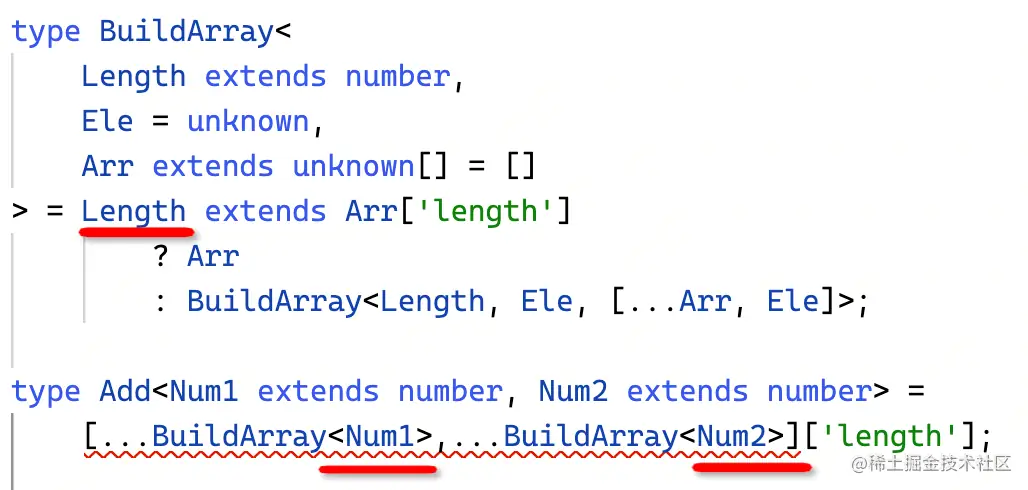 type BuildArray<
    Length extends number,
    Ele = unknown,
    Arr extends unknown[] = []
> = Length extends Arr['length']
        ? Arr
        : BuildArray<Length, Ele, [...Arr, Ele]>;
type Add<Num1 extends number, Num2 extends number> =
    [...BuildArray<Num1>,...BuildArray<Num2>]['length'];
@稀土掘金技术社区